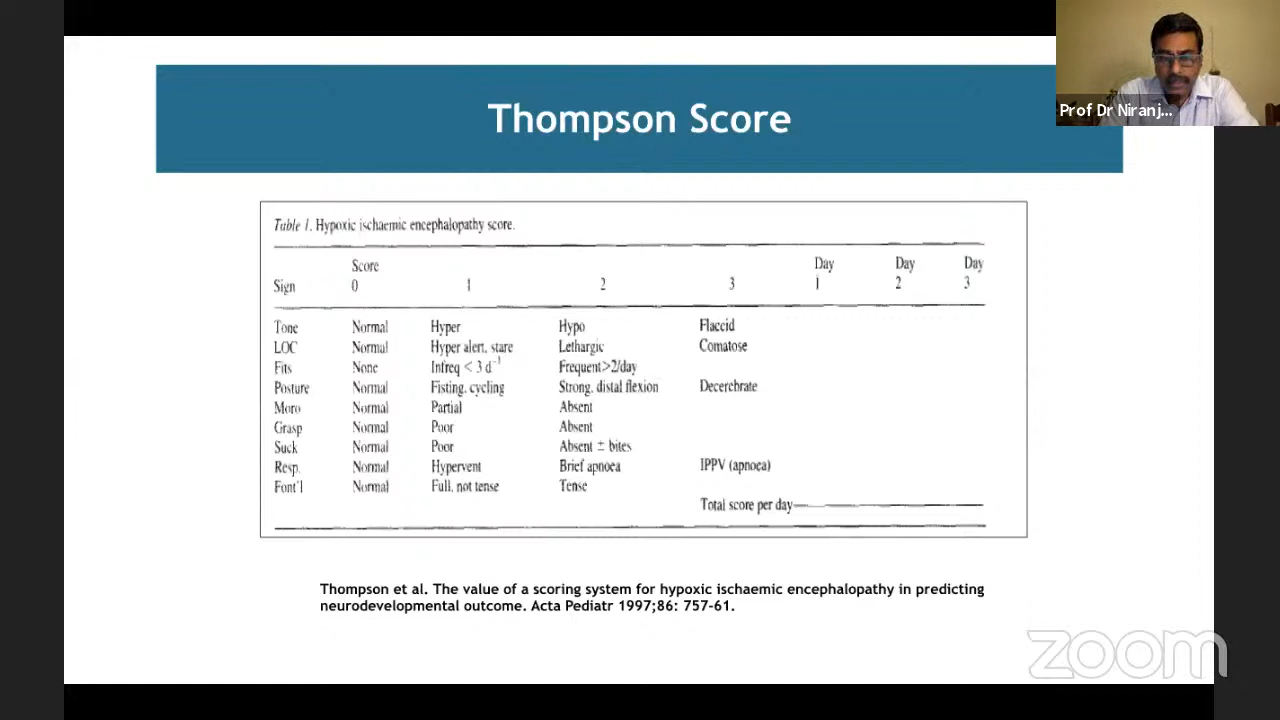 Thompson Score
Prof Dr Niranj...
Table 1. Hypoxic ischaemic encephalopathy score.
Score Day Day Day
Sign 0 1 2 3 1 2 3
Tone Normal Hyper Hypo Flaccid
LOC Normal Hyper alert, stare Lethargic Comatose
Fits None Infreq < 3 d⁻¹ Frequent>2/day
Posture Normal Fisting, cycling Strong, distal flexion Decerebrate
Moro Normal Partial Absent
Grasp Normal Poor Absent
Suck Normal Poor Absent ± bites
Resp. Normal Hypervent Brief apnoea IPPV (apnoea)
Font'l Normal Full, not tense Tense
Total score per day
Thompson et al. The value of a scoring system for hypoxic ischaemic encephalopathy in predicting
neurodevelopmental outcome. Acta Pediatr 1997;86: 757-61.
zoom